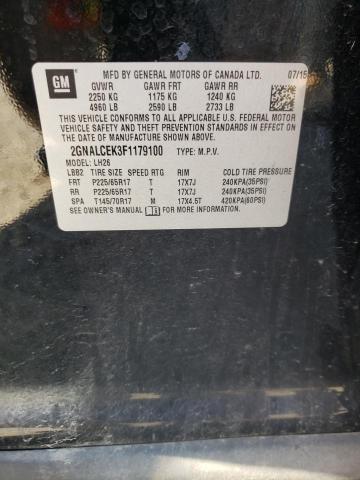 GM
MFD BY GENERAL MOTORS OF CANADA LTD. 07/15
GVWR GAWR FRT GAWR RR
2250 KG 1175 KG 1240 KG
4960 LB 2590 LB 2733 LB
THIS VEHICLE CONFORMS TO ALL APPLICABLE U.S. FEDERAL MOTOR
VEHICLE SAFETY AND THEFT PREVENTION STANDARDS
IN EFFECT ON THE DATE OF MANUFACTURE SHOWN ABOVE.
2GNALCEK3F1179100 TYPE: M.P.V.
MODEL: LH26
LBB2 TIRE SIZE SPEED RTG RIM COLD TIRE PRESSURE
FRT P225/65R17 T 17X7J 240KPA(35PSI)
RR P225/65R17 T 17X7J 240KPA(35PSI)
SPA T145/70R17 M 17X4.5T 420KPA(60PSI)
SEE OWNER'S MANUAL FOR ADDITIONAL INFORMATION.